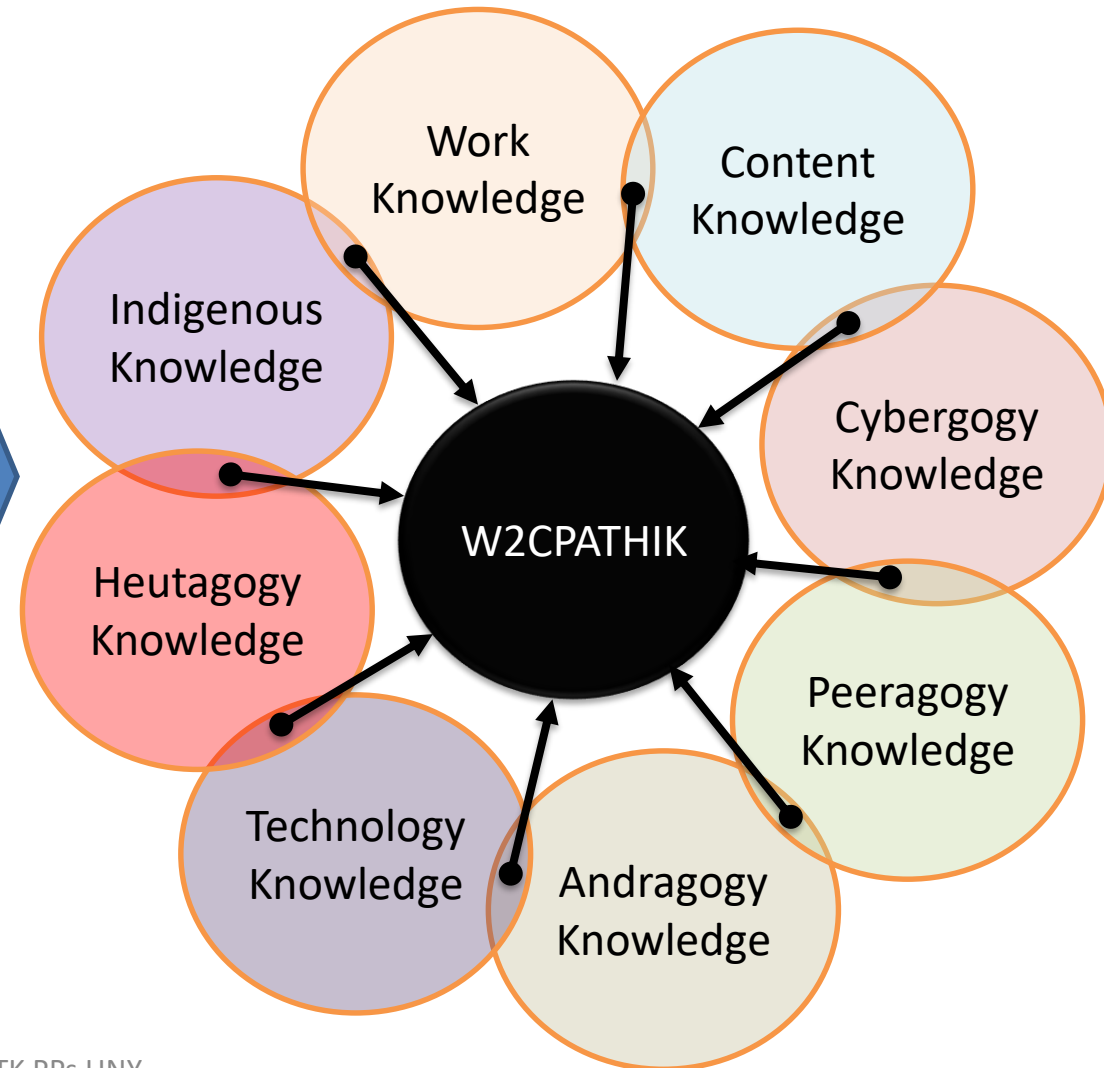 Work
Knowledge
Content
Knowledge
Indigenous
Knowledge
Cybergogy
Knowledge
W2CPATHIK
Heutagogy
Knowledge
Peeragogy
Knowledge
Technology
Knowledge
Andragogy
Knowledge